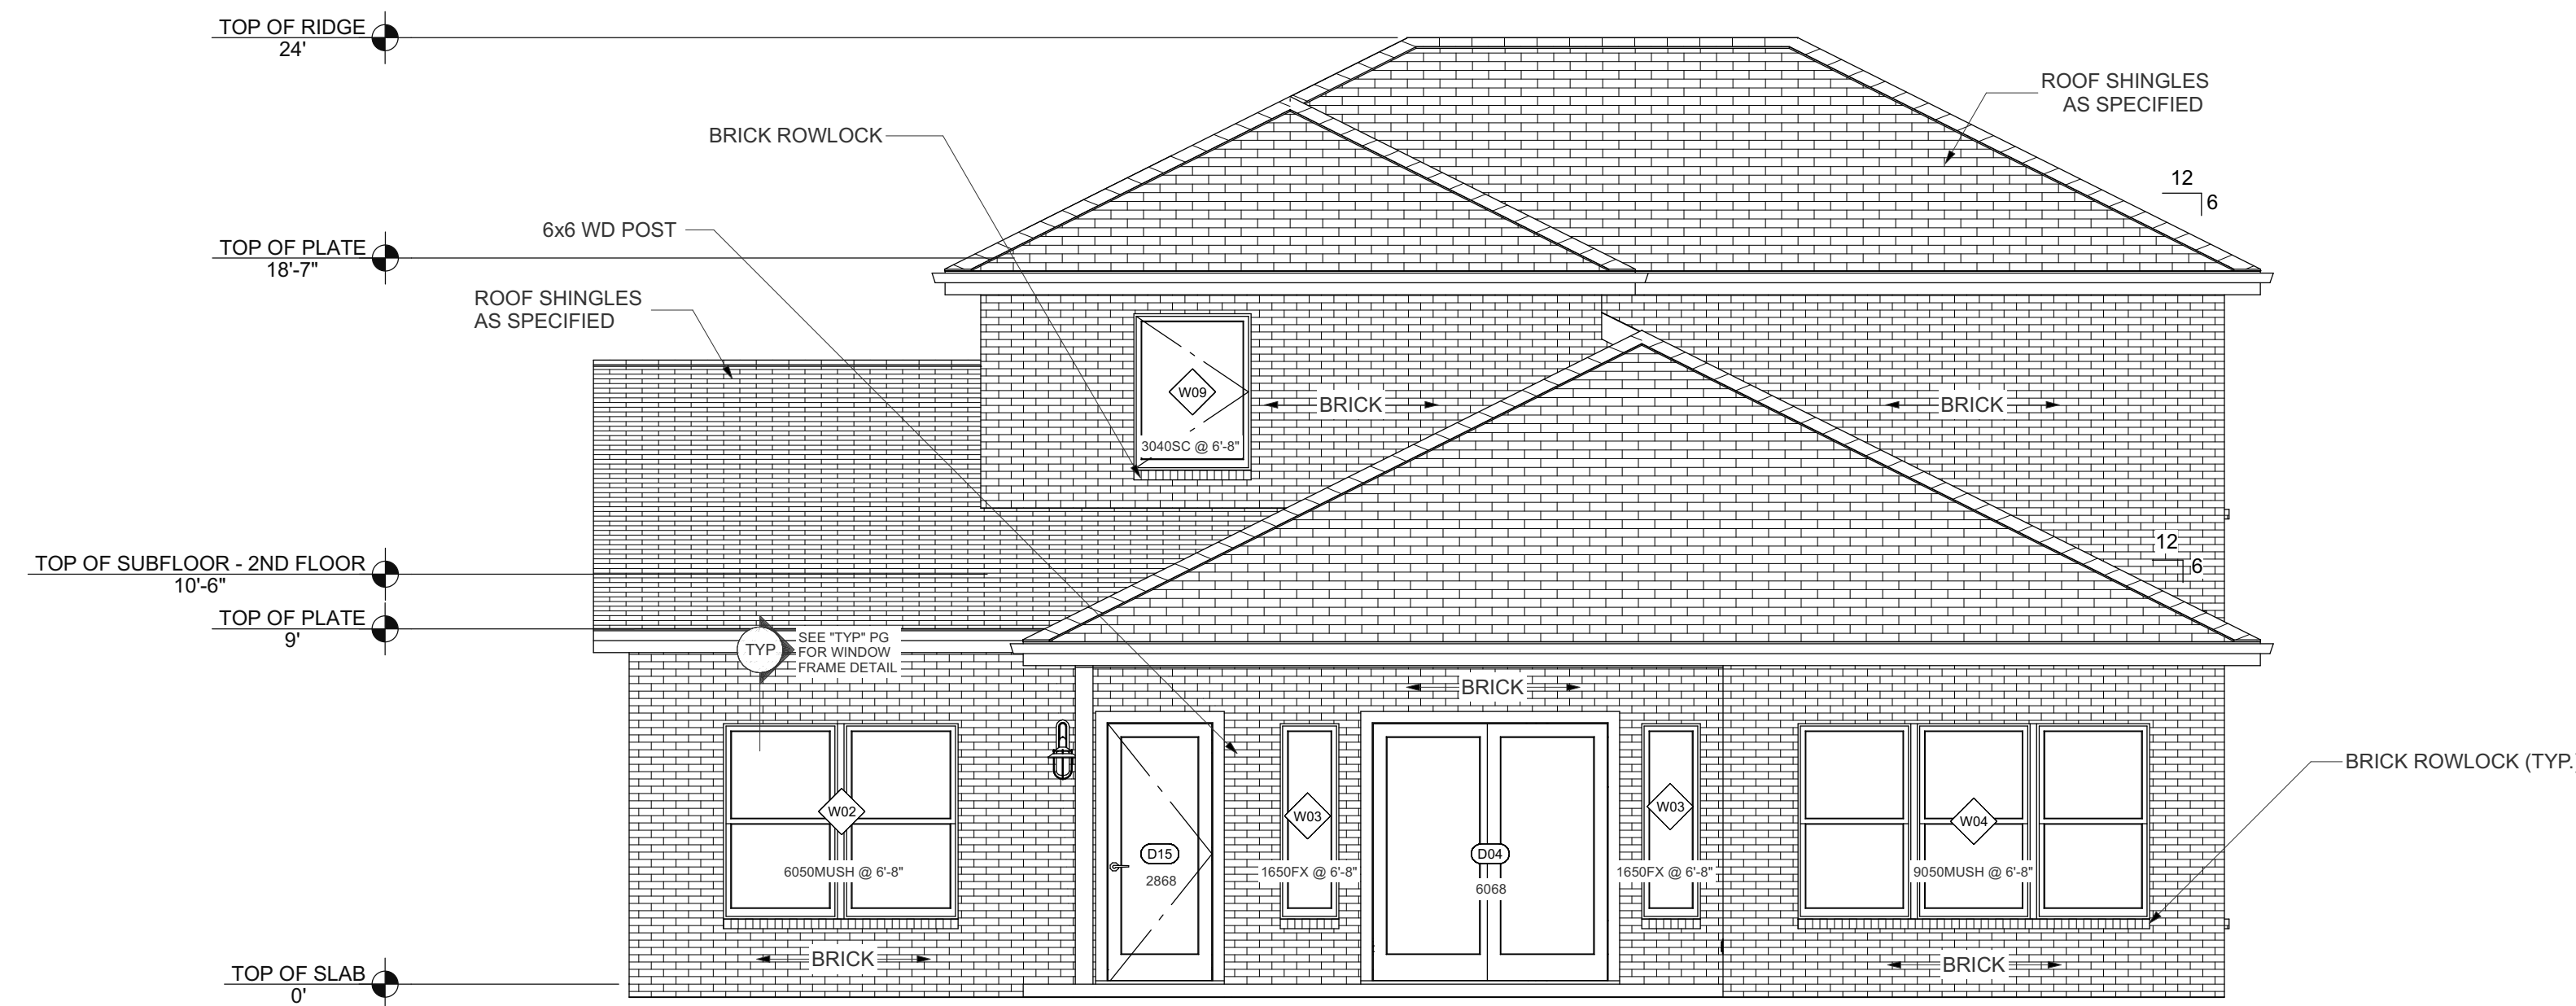 TOP OF RIDGE
24'
ROOF SHINGLES
AS SPECIFIED
BRICK ROWLOCK
12
6
6x6 WD POST
TOP OF PLATE
18'-7"
ROOF SHINGLES
AS SPECIFIED
W09
BRICK
BRICK
3040SC @ 6'-8"
12
6
TOP OF SUBFLOOR - 2ND FLOOR
10'-6"
TOP OF PLATE
9'
TYP
SEE "TYP" PG
FOR WINDOW
FRAME DETAIL
BRICK
BRICK ROWLOCK (TYP.
W02
W03
W03
W04
D15
D04
6050MUSH @ 6'-8"
2868
1650FX @ 6'-8"
6068
1650FX @ 6'-8"
9050MUSH @ 6'-8"
BRICK
BRICK
TOP OF SLAB
0'